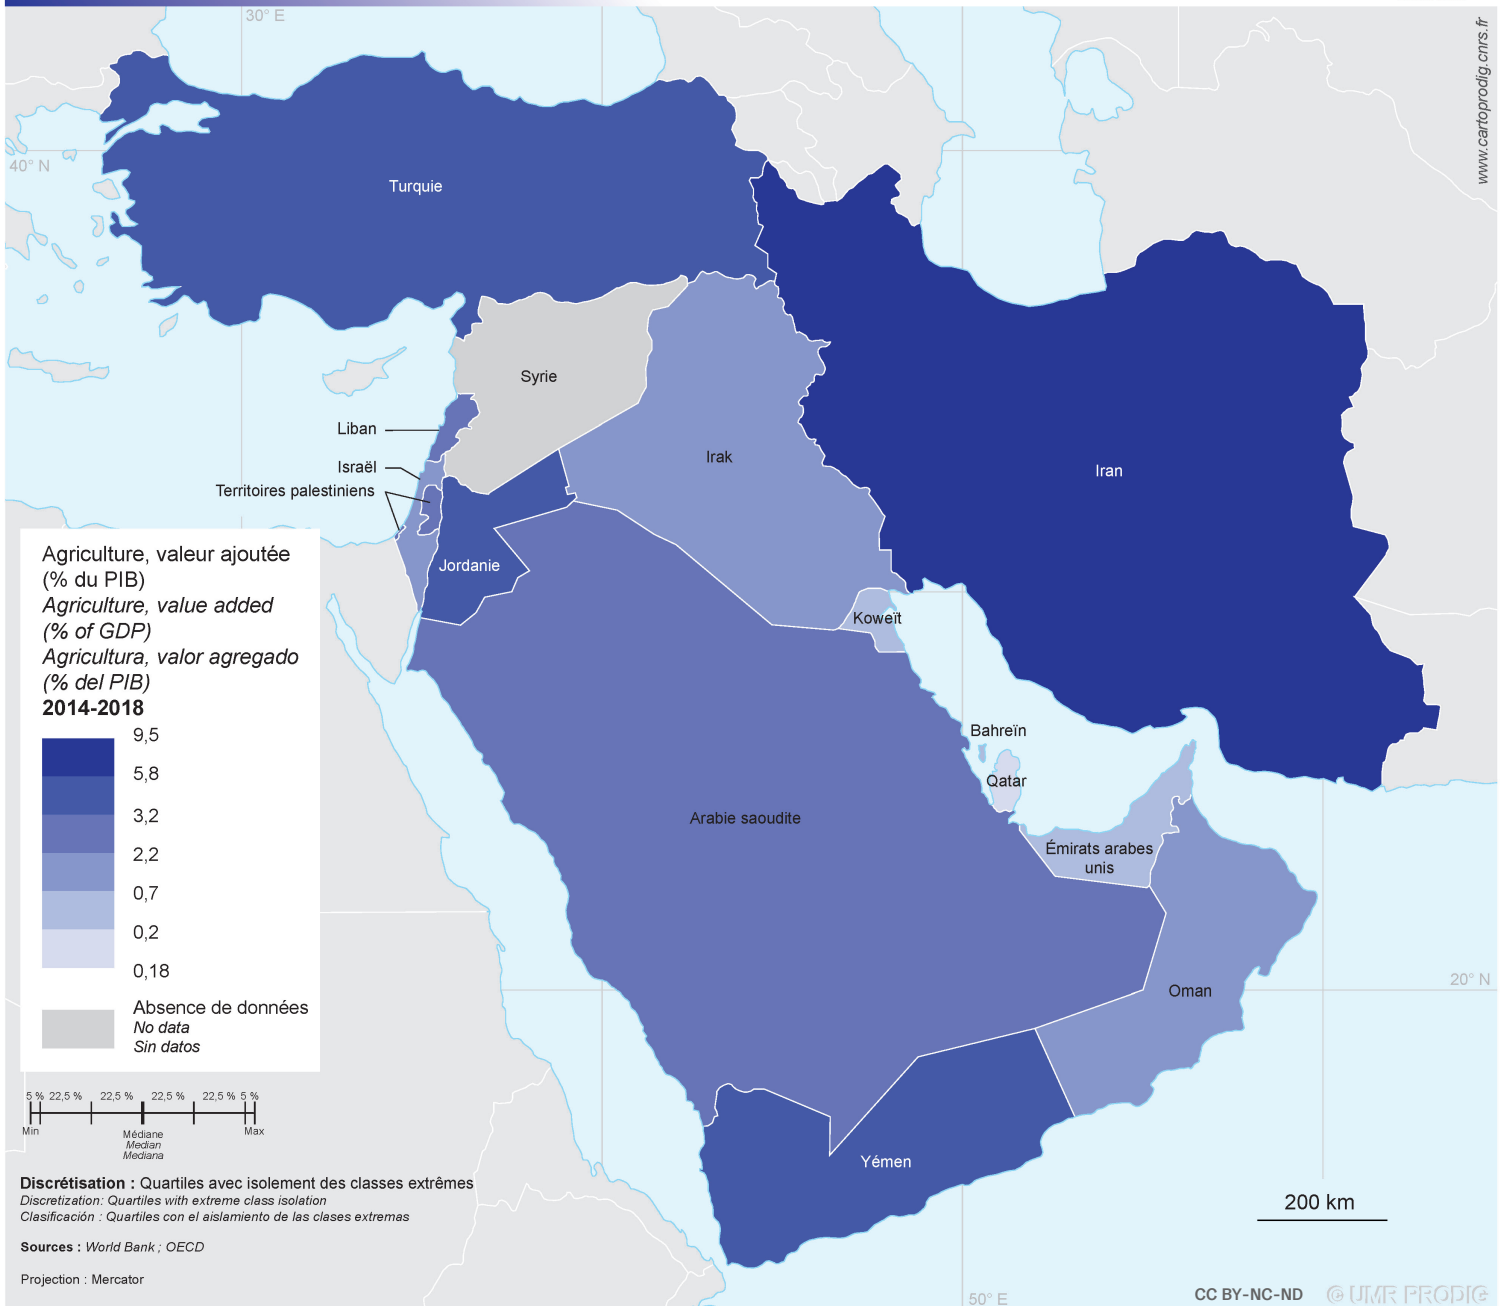 30° E
www.cartoprodig.cnrs.fr
40° N
Turquie
Syrie
Liban
Irak
Israël
Iran
Territoires palestiniens
Jordanie
Koweït
Bahreïn
Qatar
Arabie saoudite
Émirats arabes
unis
Oman
20° N
Yémen
Agriculture, valeur ajoutée
(% du PIB)
Agriculture, value added
(% of GDP)
Agricultura, valor agregado
(% del PIB)
2014-2018
9,5
5,8
3,2
2,2
0,7
0,2
0,18
Absence de données
No data
Sin datos
5 % 22,5 % 22,5 % 22,5 % 22,5 % 5 %
Min Max
Médiane
Median
Mediana
Discrétisation : Quartiles avec isolement des classes extrêmes
Discretization: Quartiles with extreme class isolation
Clasificación : Quartiles con el aislamiento de las clases extremas
200 km
Sources : World Bank ; OECD
Projection : Mercator
50° E
CC BY-NC-ND © UMR PRODIG